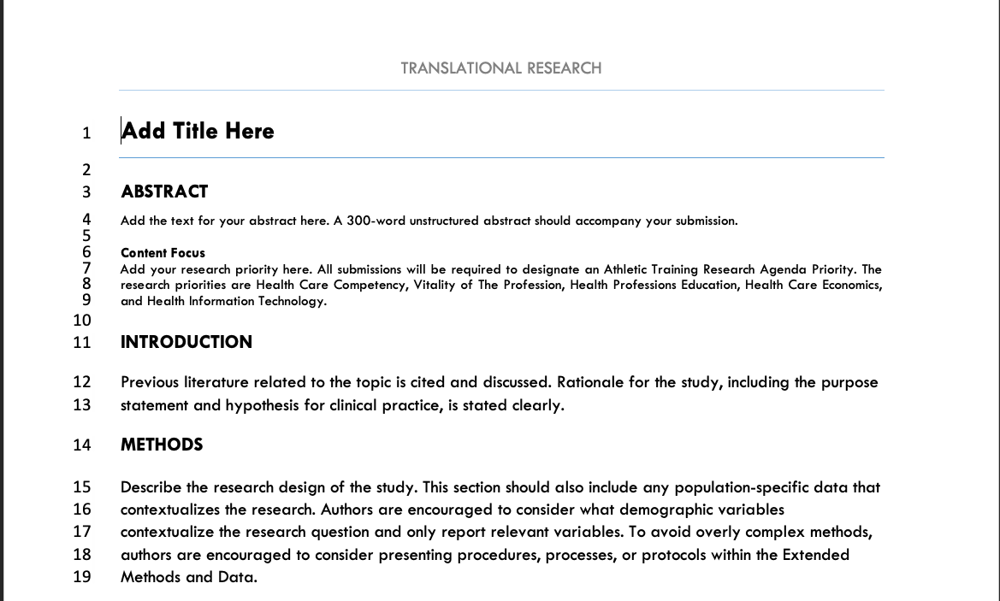 TRANSLATIONAL RESEARCH
1 Add Title Here
2
3 ABSTRACT
4 Add the text for your abstract here. A 300-word unstructured abstract should accompany your submission.
5
6 Content Focus
7 Add your research priority here. All submissions will be required to designate an Athletic Training Research Agenda Priority. The
8 research priorities are Health Care Competency, Vitality of The Profession, Health Professions Education, Health Care Economics,
9 and Health Information Technology.
10
11 INTRODUCTION
12 Previous literature related to the topic is cited and discussed. Rationale for the study, including the purpose
13 statement and hypothesis for clinical practice, is stated clearly.
14 METHODS
15 Describe the research design of the study. This section should also include any population-specific data that
16 contextualizes the research. Authors are encouraged to consider what demographic variables
17 contextualize the research question and only report relevant variables. To avoid overly complex methods,
18 authors are encouraged to consider presenting procedures, processes, or protocols within the Extended
19 Methods and Data.